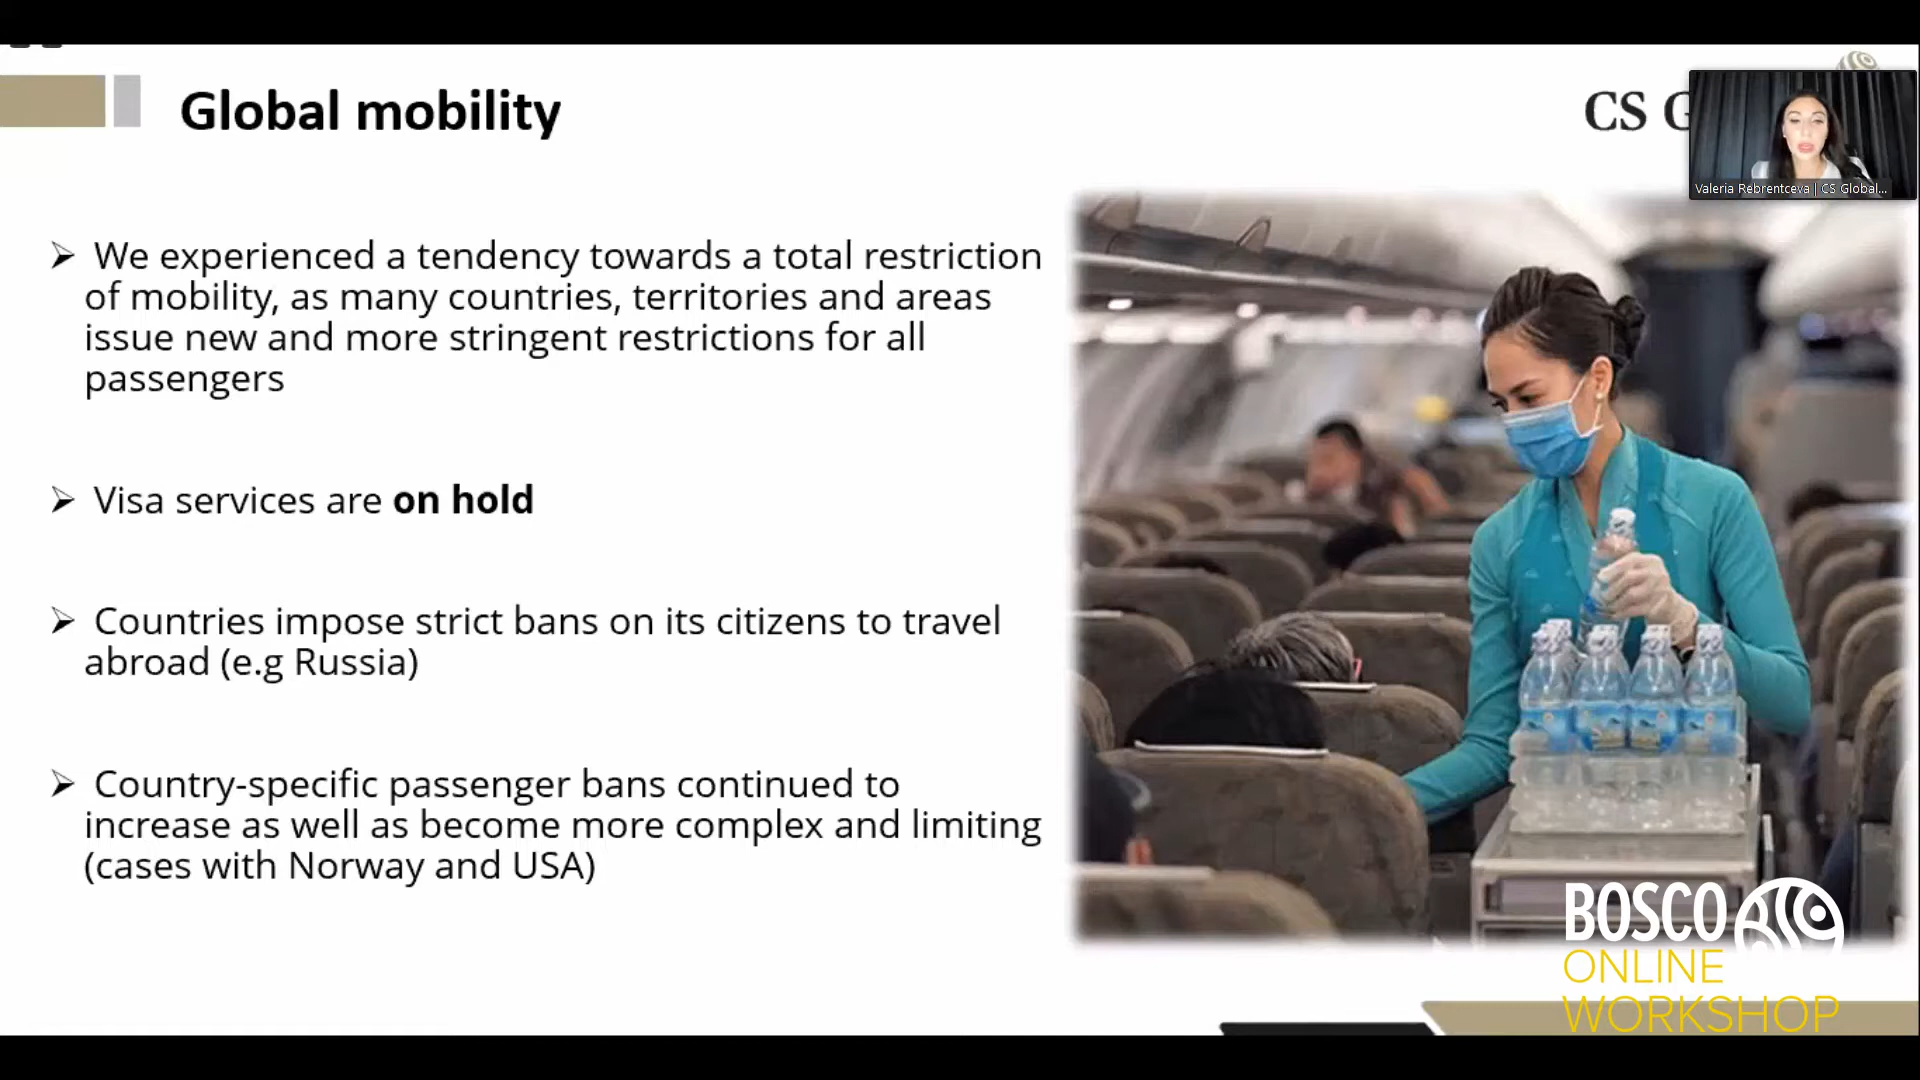 Global mobility
CS G
Valeria Rebrentceva | CS Global...
➢ We experienced a tendency towards a total restriction
of mobility, as many countries, territories and areas
issue new and more stringent restrictions for all
passengers
➢ Visa services are on hold
➢ Countries impose strict bans on its citizens to travel
abroad (e.g Russia)
➢ Country-specific passenger bans continued to
increase as well as become more complex and limiting
(cases with Norway and USA)
BOSCO
ONLINE
WORKSHOP